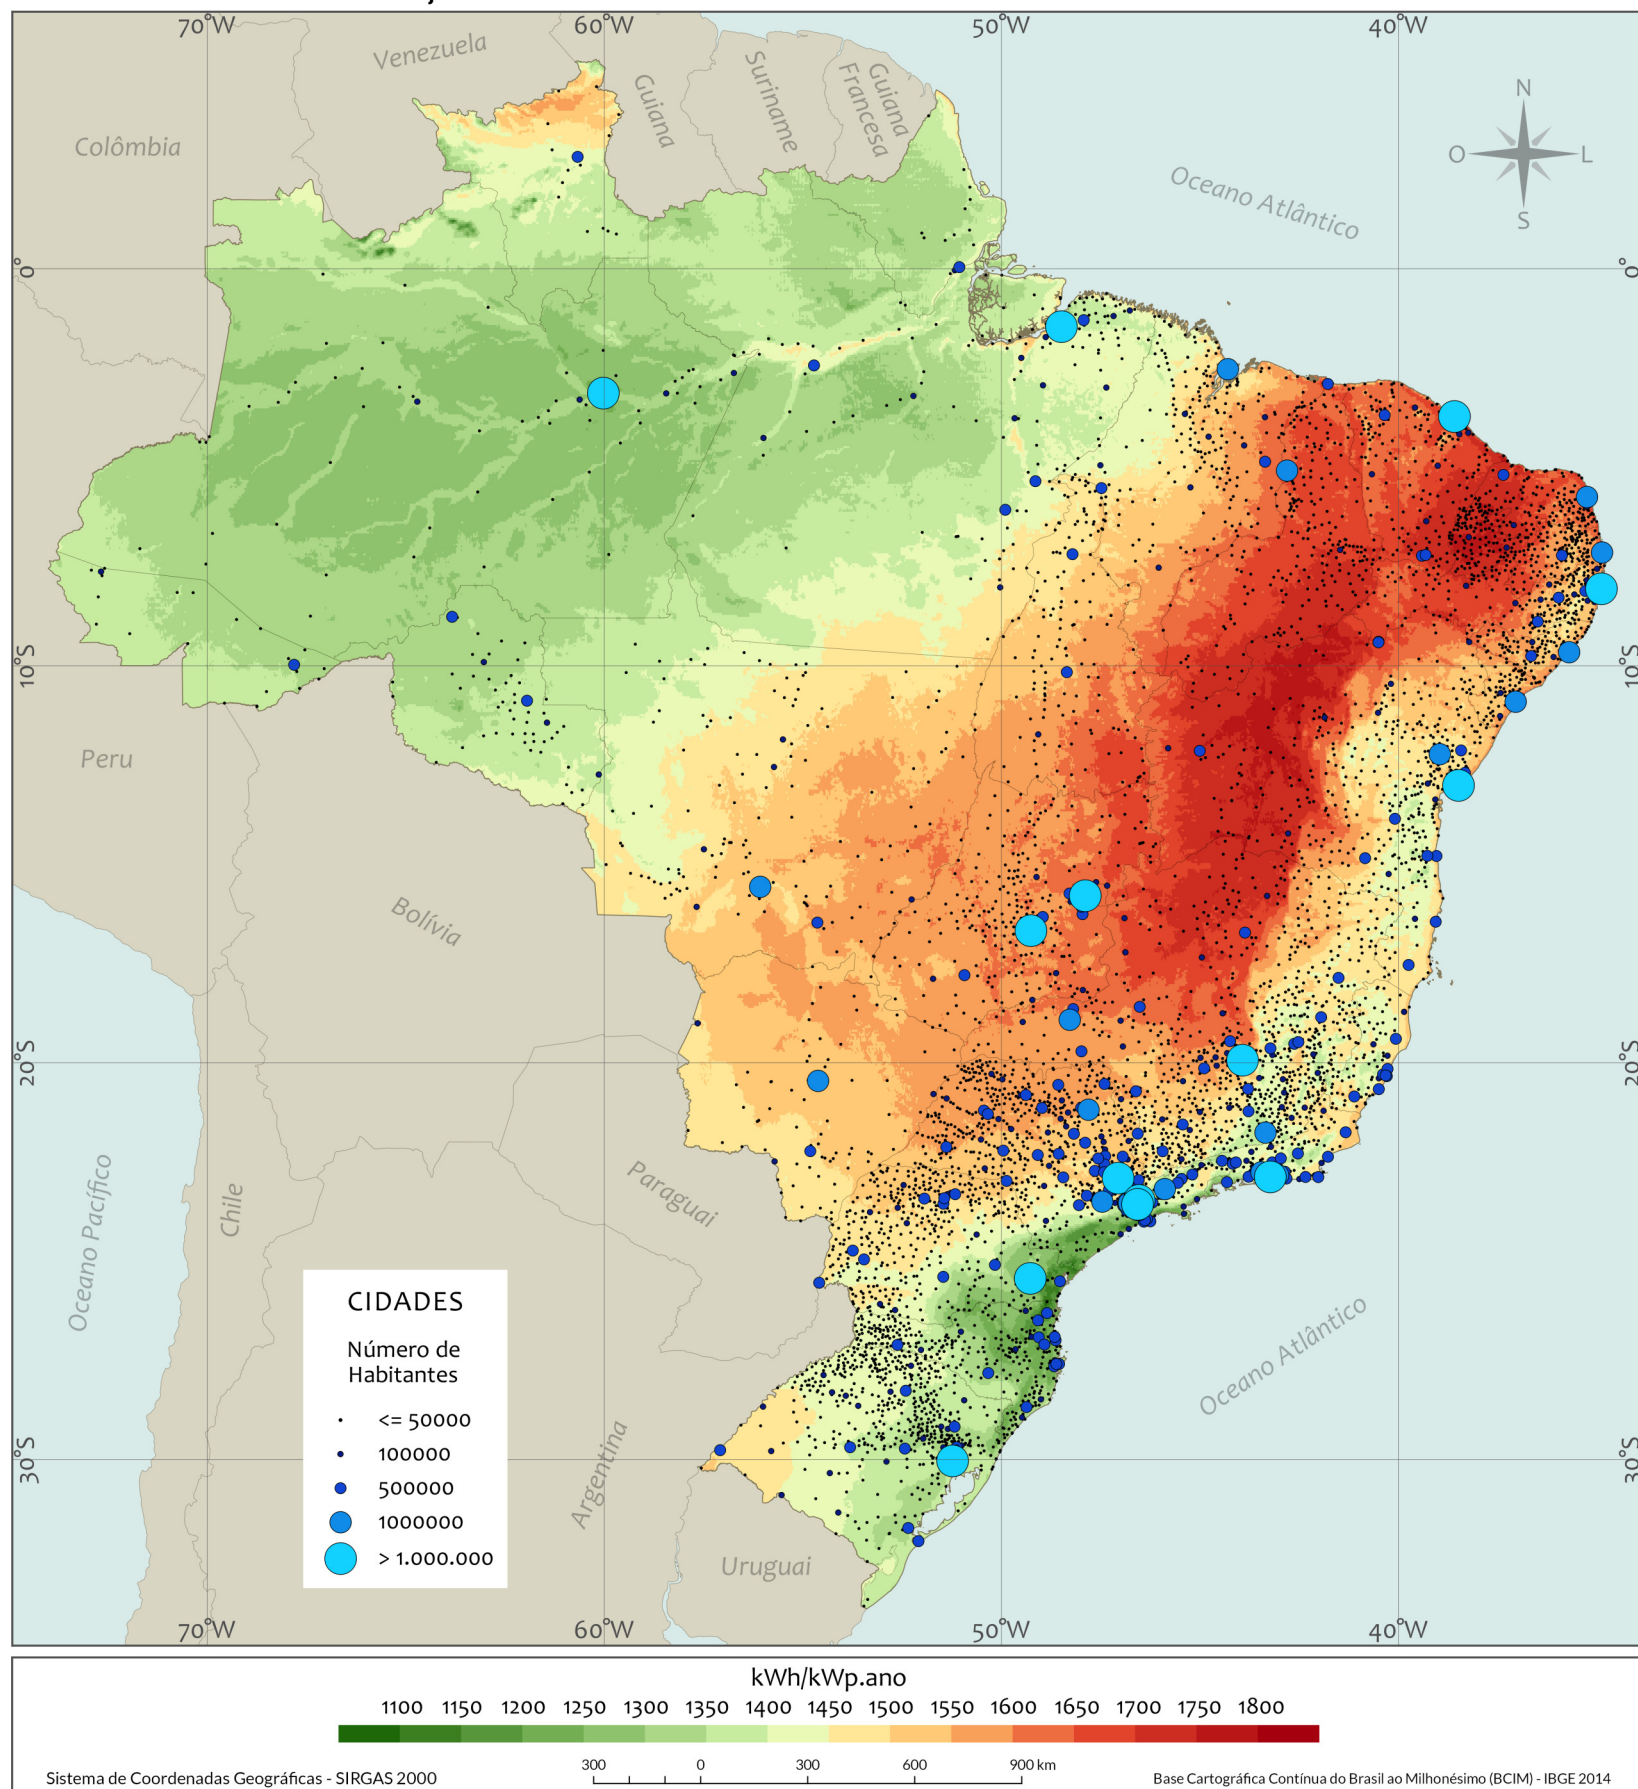 70°W 60°W 50°W 40°W
Venezuela
Guiana
Suriname
Guiana
Francesa
Colômbia
N
O L
S
Oceano Atlântico
0° 0°
10°S 10°S
Peru
Bolívia
20°S 20°S
Paraguai
Chile
Oceano Pacífico
Oceano Atlântico
Argentina
30°S 30°S
Uruguai
CIDADES
Número de
Habitantes
<= 50000
100000
500000
1000000
> 1.000.000
70°W 60°W 50°W 40°W
kWh/kWp.ano
1100 1150 1200 1250 1300 1350 1400 1450 1500 1550 1600 1650 1700 1750 1800
300 0 300 600 900 km
Sistema de Coordenadas Geográficas - SIRGAS 2000
Base Cartográfica Contínua do Brasil ao Milhonésimo (BCIM) - IBGE 2014